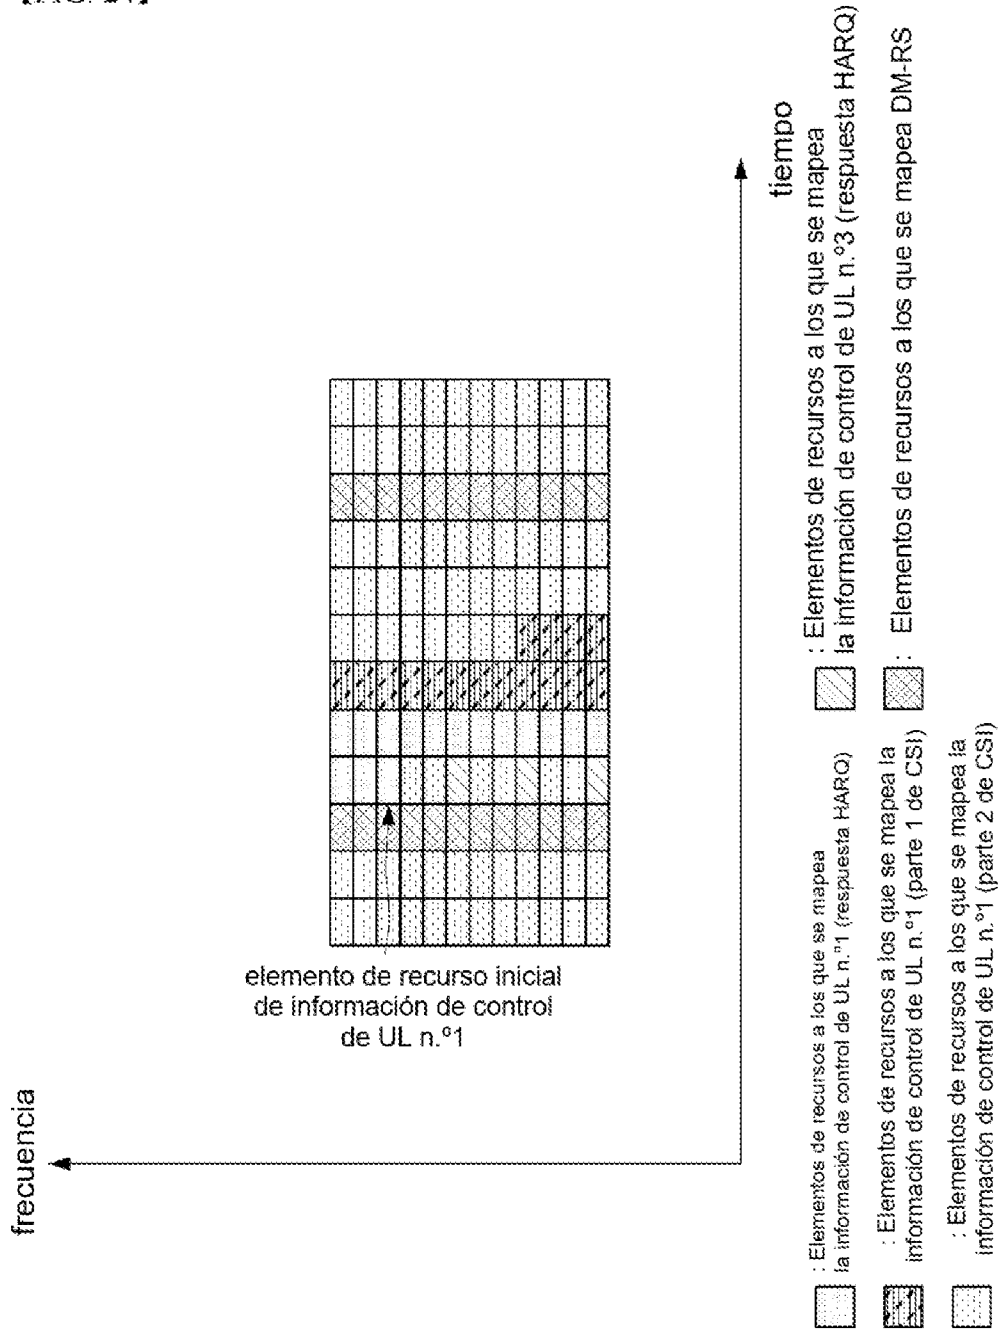 frecuencia
elemento de recurso inicial
de información de control
de UL n.º1
tiempo
: Elementos de recursos a los que se mapea
la información de control de UL n.º1 (respuesta HARQ)
: Elementos de recursos a los que se mapea la
información de control de UL n.º1 (parte 1 de CSI)
: Elementos de recursos a los que se mapea la
información de control de UL n.º1 (parte 2 de CSI)
: Elementos de recursos a los que se mapea
la información de control de UL n.º3 (respuesta HARQ)
: Elementos de recursos a los que se mapea DM-RS